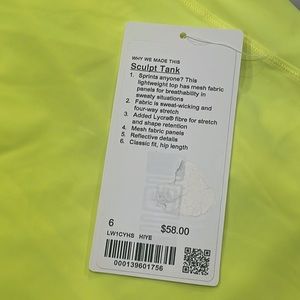 WHY WE MADE THIS
Sculpt Tank
1. Sprints anyone? This
lightweight top has mesh fabric
panels for breathability in
sweaty situations
2. Fabric is sweat-wicking and
four-way stretch
3. Added Lycra® fibre for stretch
and shape retention
4. Mesh fabric panels
5. Reflective details
6. Classic fit, hip length
6 $58.00
LW1CYHS HIYE
000139601756